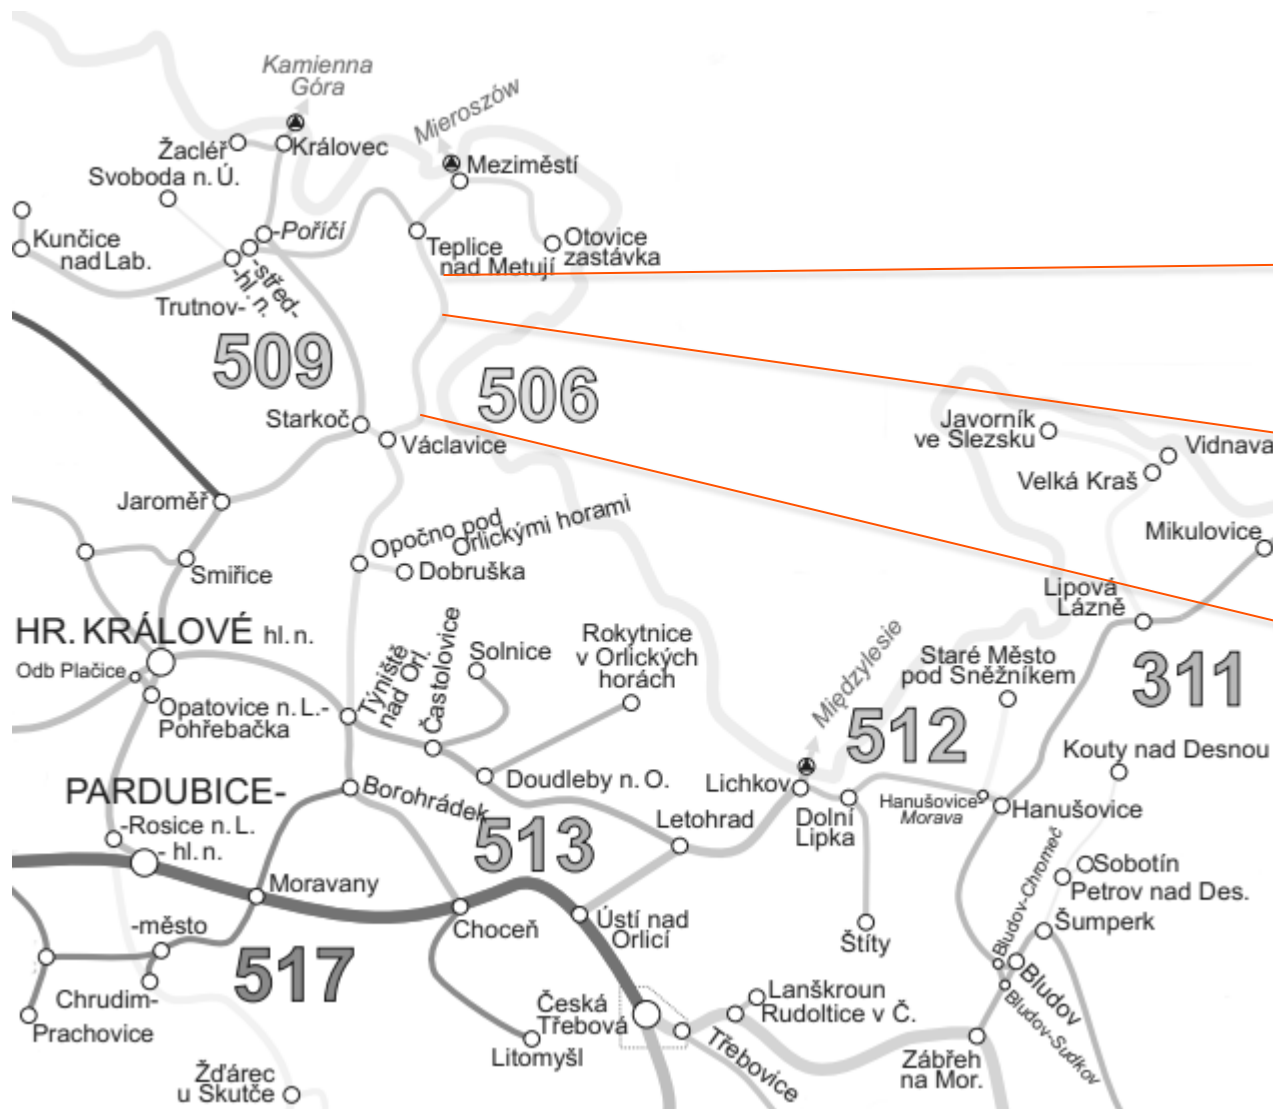 Kamienna
Góra
Mieroszów
Žacléř
Královec
Svoboda n. Ú.
Meziměstí
-Poříčí
Kunčice
nad Lab.
Teplice
nad Metují
Otovice
zastávka
-střed-
-hl. n.
Trutnov-
509
506
Starkoč
Václavice
Javorník
ve Slezsku
Vidnava
Velká Kraš
Jaroměř
Opočno pod
Orlickými horami
Mikulovice
Smiřice
Dobruška
Lipová
Lázně
HR. KRÁLOVÉ hl. n.
Odb Plačice
Opatovice n. L.-
Pohřebačka
Týniště
nad Orl.
Častolovice
Solnice
Rokytnice
v Orlických
horách
Międzylesie
Staré Město
pod Sněžníkem
311
512
Kouty nad Desnou
PARDUBICE-
-Rosice n. L.
- hl. n.
Borohrádek
Doudleby n. O.
Lichkov
Dolní
Lipka
Hanušovice-
Morava
Hanušovice
513
Letohrad
Moravany
Bludov-Chromeč
Sobotín
Petrov nad Des.
-město
Choceň
Ústí nad
Orlicí
Štíty
Šumperk
517
Chrudim-
Prachovice
Česká
Třebová
Lanškroun
Rudoltice v Č.
Bludov
Bludov-Sudkov
Litomyšl
Třebovice
Zábřeh
na Mor.
Žďárec
u Skutče